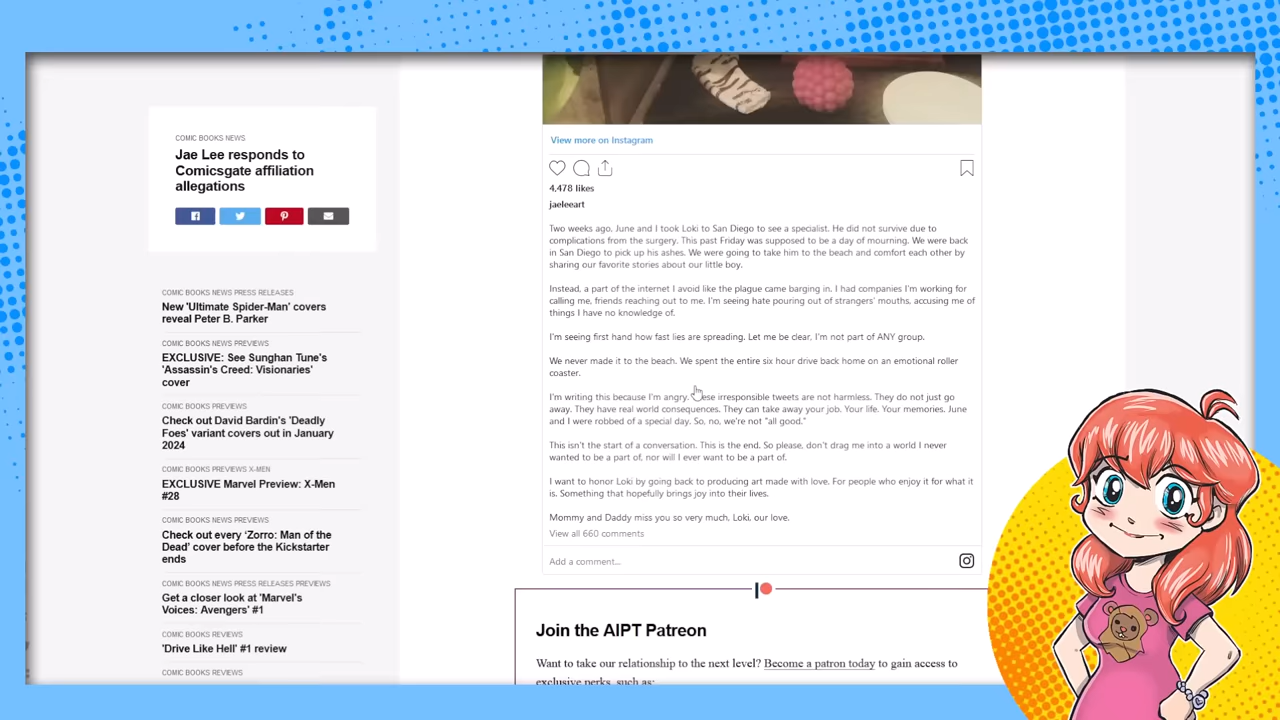 COMIC BOOKS NEWS
Jae Lee responds to
Comicsgate affiliation
allegations
COMIC BOOKS NEWS PRESS RELEASES
New 'Ultimate Spider-Man' covers
reveal Peter B. Parker
COMIC BOOKS NEWS PREVIEWS
EXCLUSIVE: See Sunghan Tune's
'Assassin's Creed: Visionaries'
cover
COMIC BOOKS PREVIEWS
Check out David Bardin's 'Deadly
Foes' variant covers out in January
2024
COMIC BOOKS PREVIEWS X-MEN
EXCLUSIVE Marvel Preview: X-Men
#28
COMIC BOOKS NEWS PREVIEWS
Check out every ‘Zorro: Man of the
Dead’ cover before the Kickstarter
ends
COMIC BOOKS NEWS PRESS RELEASES PREVIEWS
Get a closer look at 'Marvel's
Voices: Avengers' #1
COMIC BOOKS REVIEWS
'Drive Like Hell' #1 review
COMIC BOOKS REVIEWS
View more on Instagram
4,478 likes
jaeleeart
Two weeks ago, June and I took Loki to San Diego to see a specialist. He did not survive due to
complications from the surgery. This past Friday was supposed to be a day of mourning. We were back
in San Diego to pick up his ashes. We were going to take him to the beach and comfort each other by
sharing our favorite stories about our little boy.
Instead, a part of the internet I avoid like the plague came barging in. I had companies I'm working for
calling me, friends reaching out to me. I'm seeing hate pouring out of strangers' mouths, accusing me of
things I have no knowledge of.
I'm seeing first hand how fast lies are spreading. Let me be clear, I'm not part of ANY group.
We never made it to the beach. We spent the entire six hour drive back home on an emotional roller
coaster.
I'm writing this because I'm angry. These irresponsible tweets are not harmless. They do not just go
away. They have real world consequences. They can take away your job. Your life. Your memories. June
and I were robbed of a special day. So, no, we're not "all good."
This isn't the start of a conversation. This is the end. So please, don't drag me into a world I never
wanted to be a part of, nor will I ever want to be a part of.
I want to honor Loki by going back to producing art made with love. For people who enjoy it for what it
is. Something that hopefully brings joy into their lives.
Mommy and Daddy miss you so very much, Loki, our love.
View all 660 comments
Add a comment...
Join the AIPT Patreon
Want to take our relationship to the next level? Become a patron today to gain access to
exclusive perks, such as: